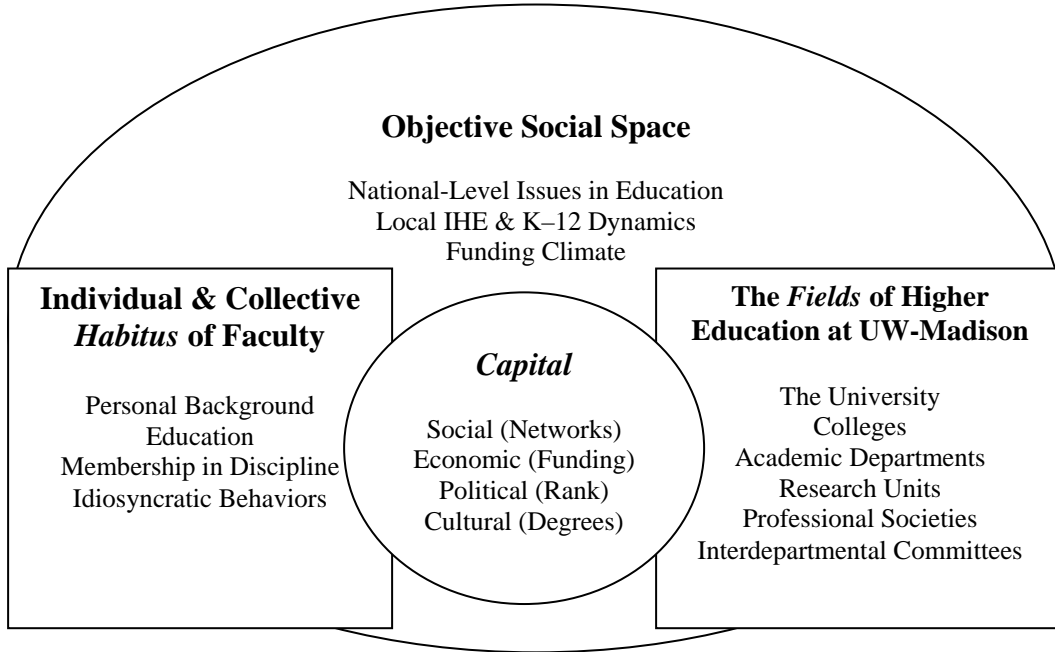 Objective Social Space
National-Level Issues in Education
Local IHE & K–12 Dynamics
Funding Climate
Individual & Collective
Habitus of Faculty
Personal Background
Education
Membership in Discipline
Idiosyncratic Behaviors
Capital
Social (Networks)
Economic (Funding)
Political (Rank)
Cultural (Degrees)
The Fields of Higher
Education at UW-Madison
The University
Colleges
Academic Departments
Research Units
Professional Societies
Interdepartmental Committees